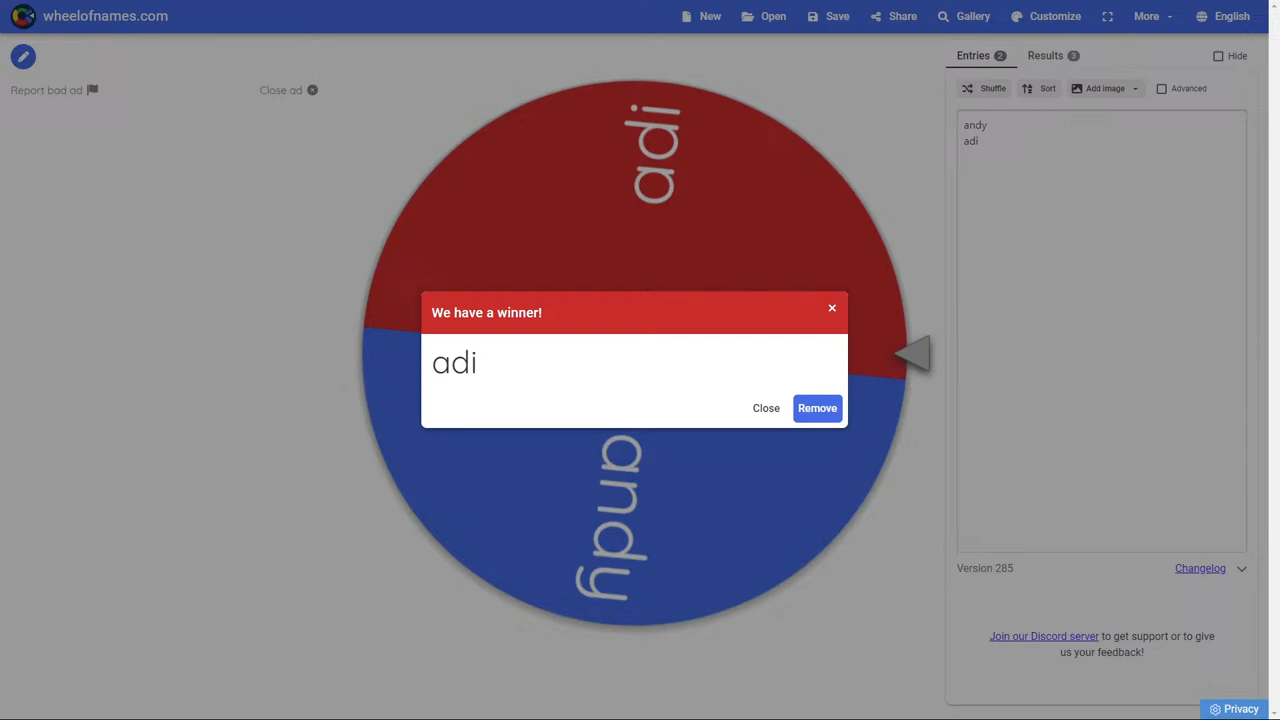 wheelofnames.com
New
Open
Save
Share
Gallery
Customize
More
English
Report bad ad
Close ad
Entries 2
Results 3
Hide
Shuffle
Sort
Add image
Advanced
andy
adi
adi
We have a winner!
adi
Close
Remove
andy
Version 285
Changelog
Join our Discord server to get support or to give
us your feedback!
Privacy